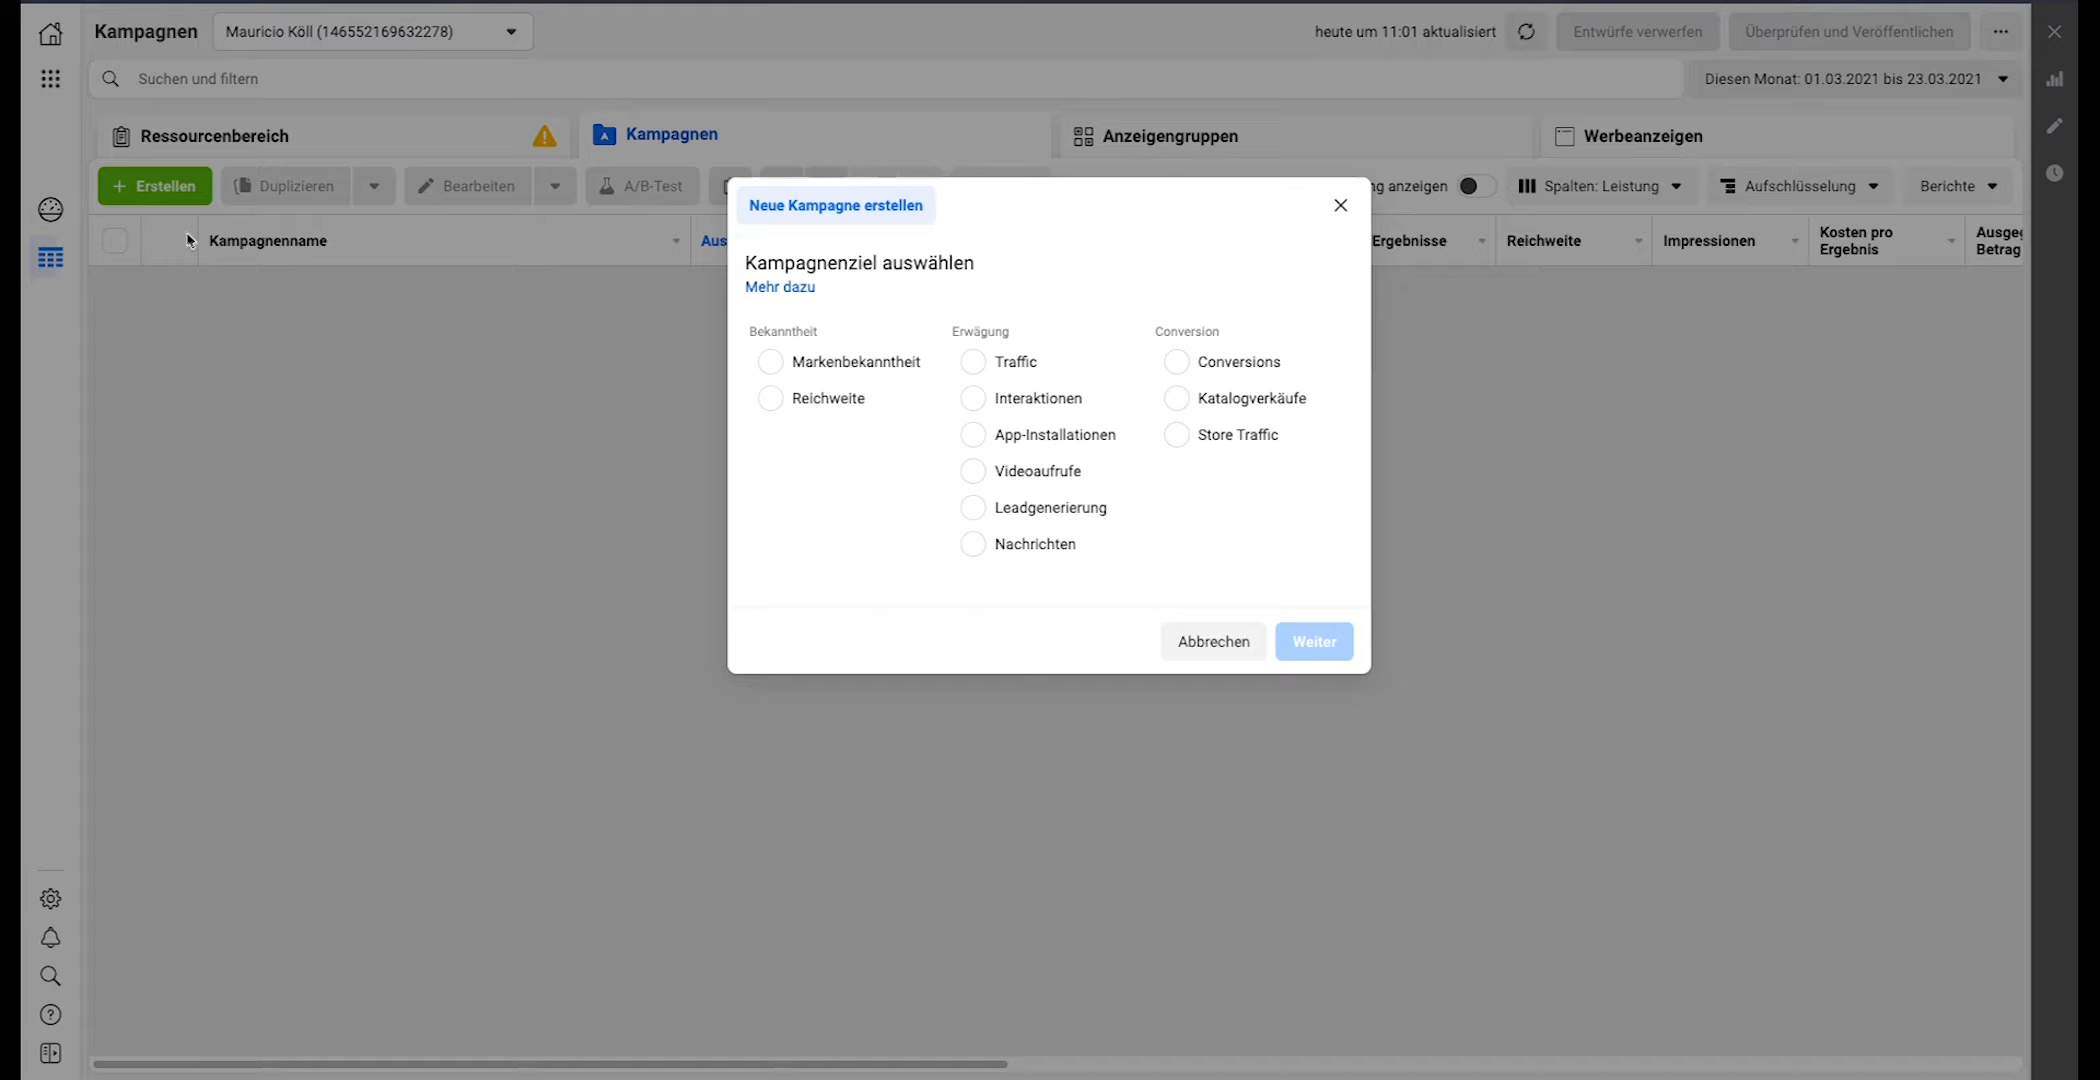 Kampagnen
Mauricio Köll (146552169632278)
heute um 11:01 aktualisiert
Entwürfe verwerfen
Überprüfen und Veröffentlichen
Suchen und filtern
Diesen Monat: 01.03.2021 bis 23.03.2021
Ressourcenbereich
Kampagnen
Anzeigengruppen
Werbeanzeigen
+ Erstellen
Duplizieren
Bearbeiten
A/B-Test
ng anzeigen
Spalten: Leistung
Aufschlüsselung
Berichte
Kampagnenname
Aus
Ergebnisse
Reichweite
Impressionen
Kosten pro
Ergebnis
Ausgeg
Betrag
Neue Kampagne erstellen
Kampagnenziel auswählen
Mehr dazu
Bekanntheit
Markenbekanntheit
Reichweite
Erwägung
Traffic
Interaktionen
App-Installationen
Videoaufrufe
Leadgenerierung
Nachrichten
Conversion
Conversions
Katalogverkäufe
Store Traffic
Abbrechen
Weiter